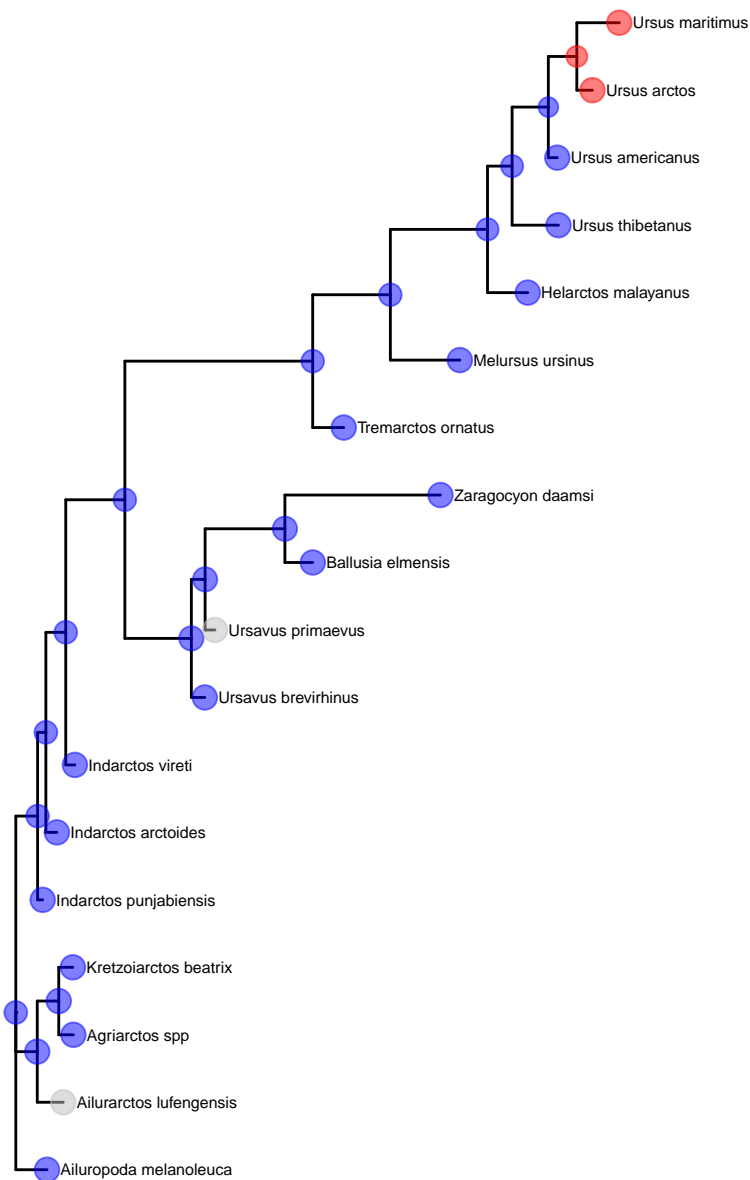 Ursus maritimus
Ursus arctos
Ursus americanus
Ursus thibetanus
Helarctos malayanus
Melursus ursinus
Tremarctos ornatus
Zaragocyon daamsi
Ballusia elmensis
Ursavus primaevus
Ursavus brevirhinus
Indarctos vireti
Indarctos arctoides
Indarctos punjabiensis
Kretzoiarctos beatrix
Agriarctos spp
Ailurarctos lufengensis
Ailuropoda melanoleuca